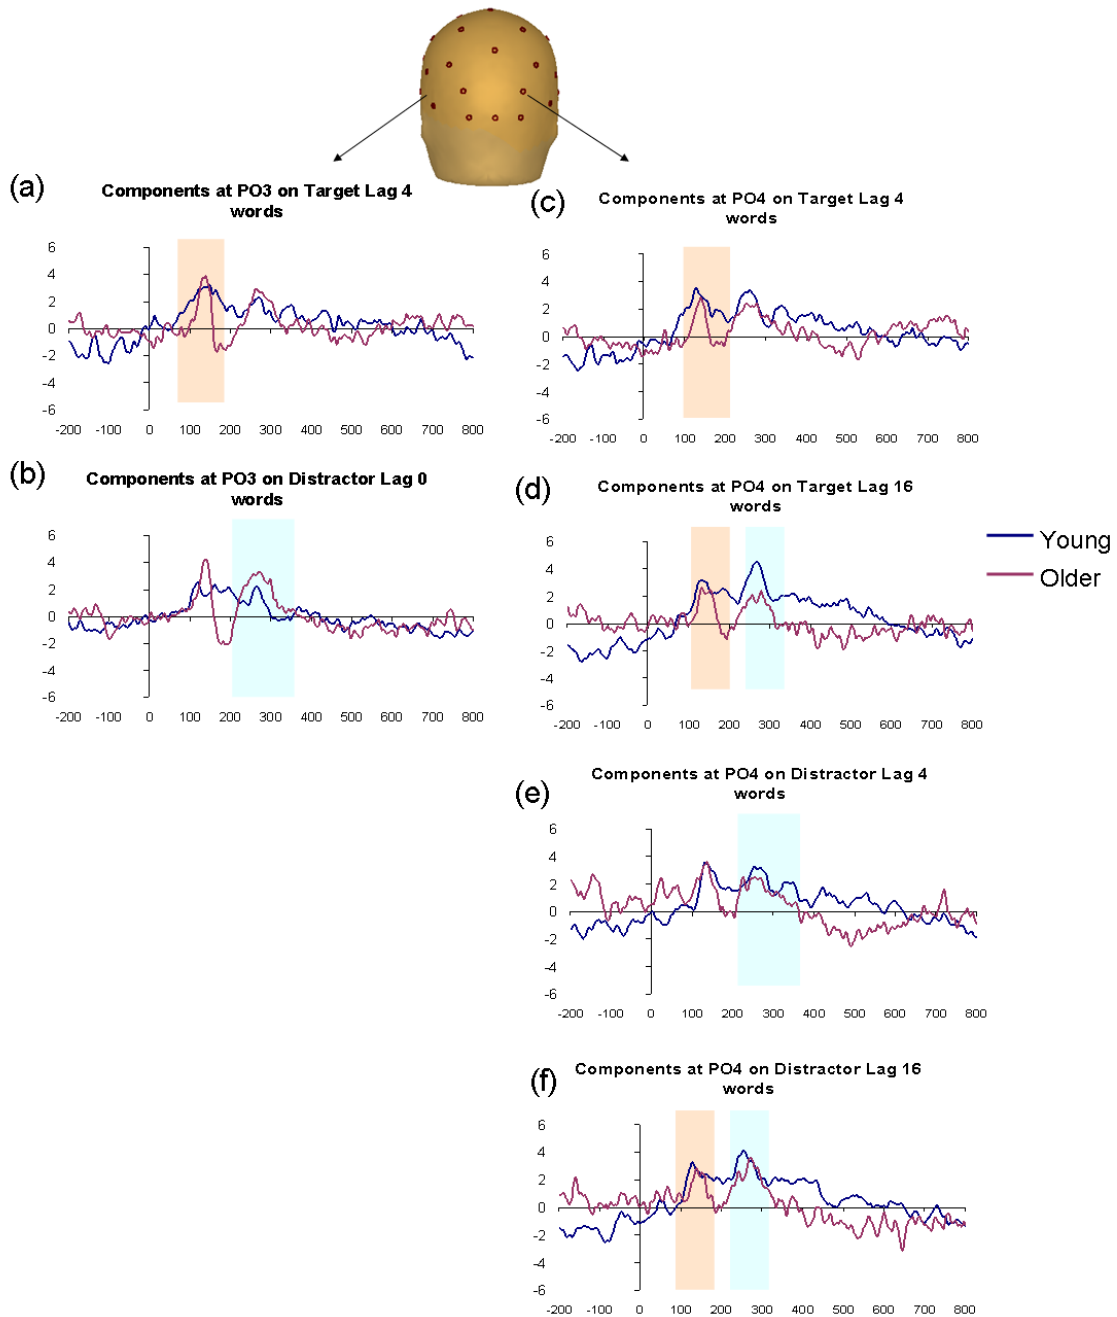 (a)
Components at PO3 on Target Lag 4
words
6
4
2
0
-2
-4
-6
-200 -100 0 100 200 300 400 500 600 700 800
(b)
Components at PO3 on Distractor Lag 0
words
6
4
2
0
-2
-4
-6
-200 -100 0 100 200 300 400 500 600 700 800
(c)
Components at PO4 on Target Lag 4
words
6
4
2
0
-2
-4
-6
-200 -100 0 100 200 300 400 500 600 700 800
(d)
Components at PO4 on Target Lag 16
words
6
4
2
0
-2
-4
-6
-200 -100 0 100 200 300 400 500 600 700 800
Young
Older
(e)
Components at PO4 on Distractor Lag 4
words
6
4
2
0
-2
-4
-6
-200 -100 0 100 200 300 400 500 600 700 800
(f)
Components at PO4 on Distractor Lag 16
words
6
4
2
0
-2
-4
-6
-200 -100 0 100 200 300 400 500 600 700 800